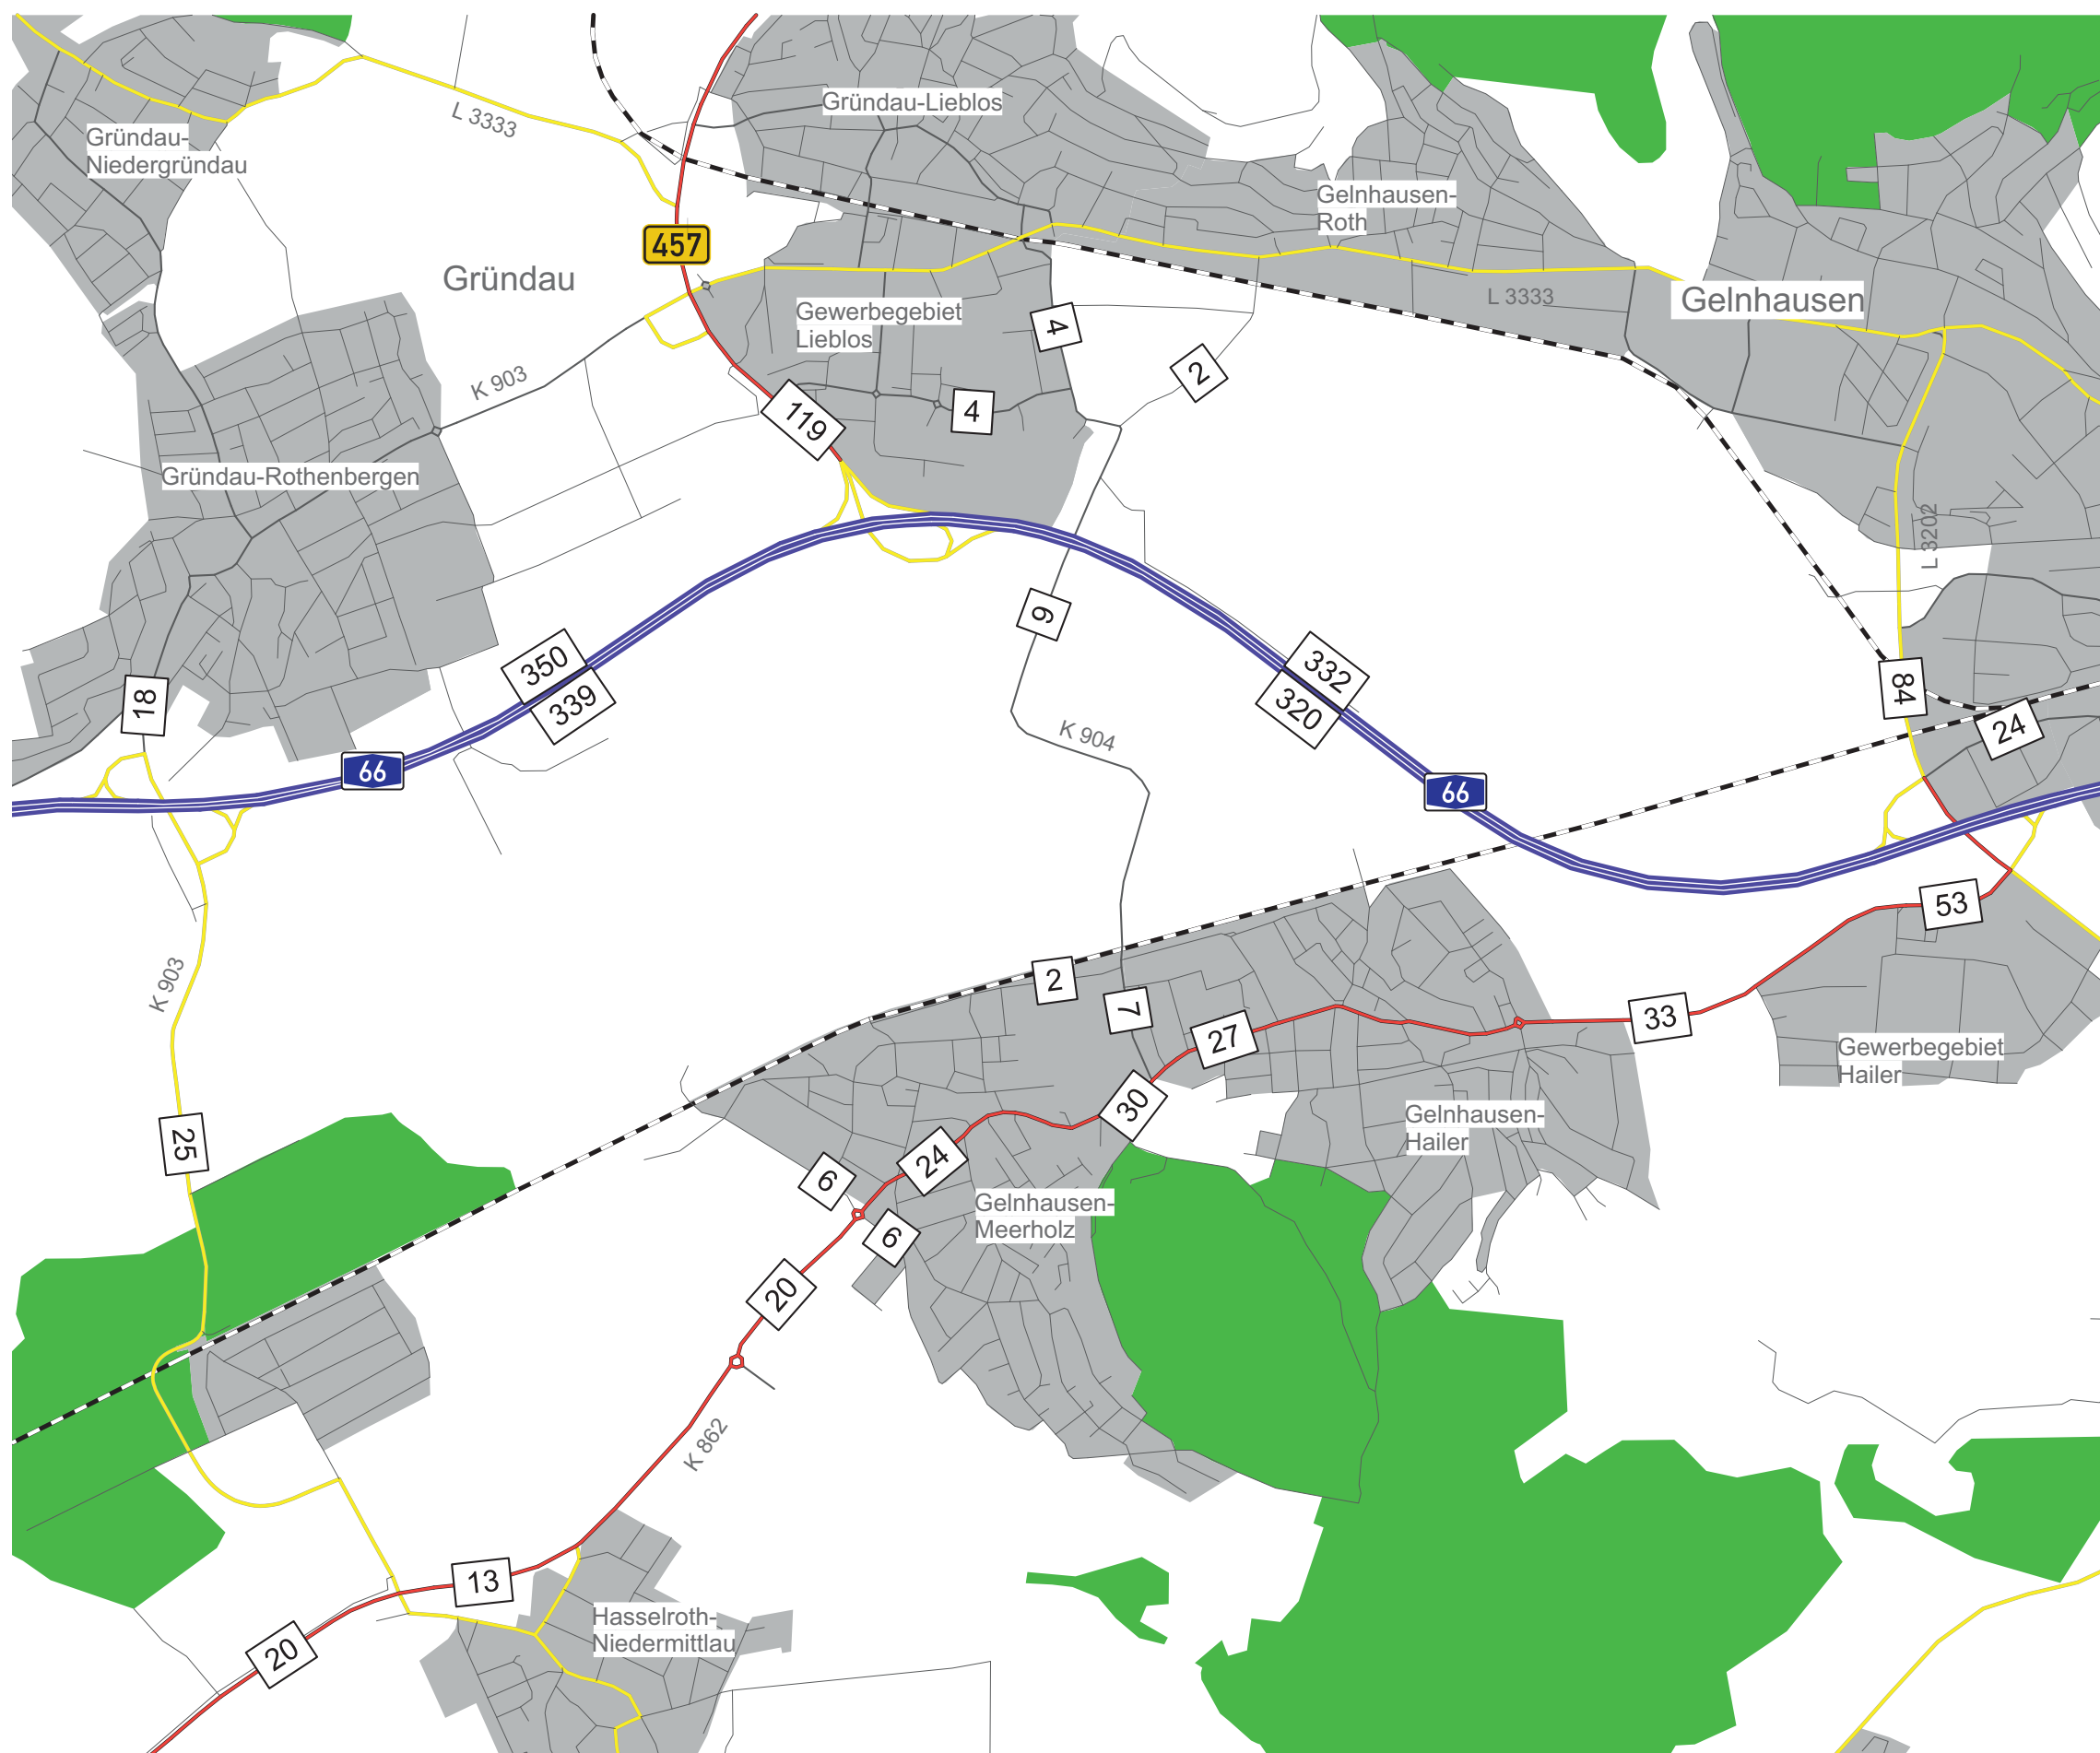 Gründau-Lieblos
L 3333
Gründau-
Niedergründau
Gelnhausen-
Roth
457
Gründau
L 3333
Gelnhausen
Gewerbegebiet
Lieblos
4
2
K 903
119
4
Gründau-Rothenbergen
L 3202
9
350
339
332
320
18
84
24
K 904
66
66
53
K 903
2
7
27
33
Gewerbegebiet
Hailer
30
25
Gelnhausen-
Hailer
24
6
6
Gelnhausen-
Meerholz
20
K 862
13
Hasselroth-
Niedermittlau
20